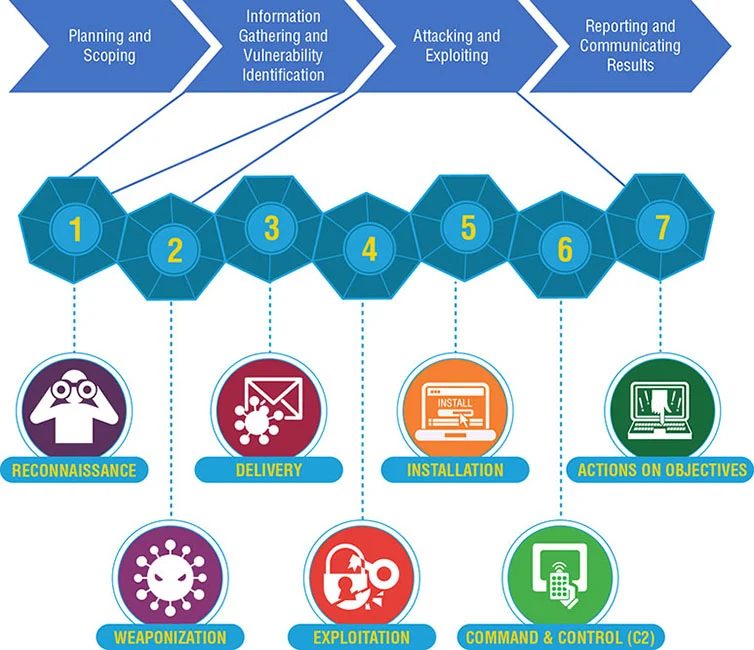 Planning and
Scoping
Information
Gathering and
Vulnerability
Identification
Attacking and
Exploiting
Reporting and
Communicating
Results
1
2
3
4
5
6
7
INSTALL
RECONNAISSANCE
DELIVERY
INSTALLATION
ACTIONS ON OBJECTIVES
WEAPONIZATION
EXPLOITATION
COMMAND & CONTROL (C2)